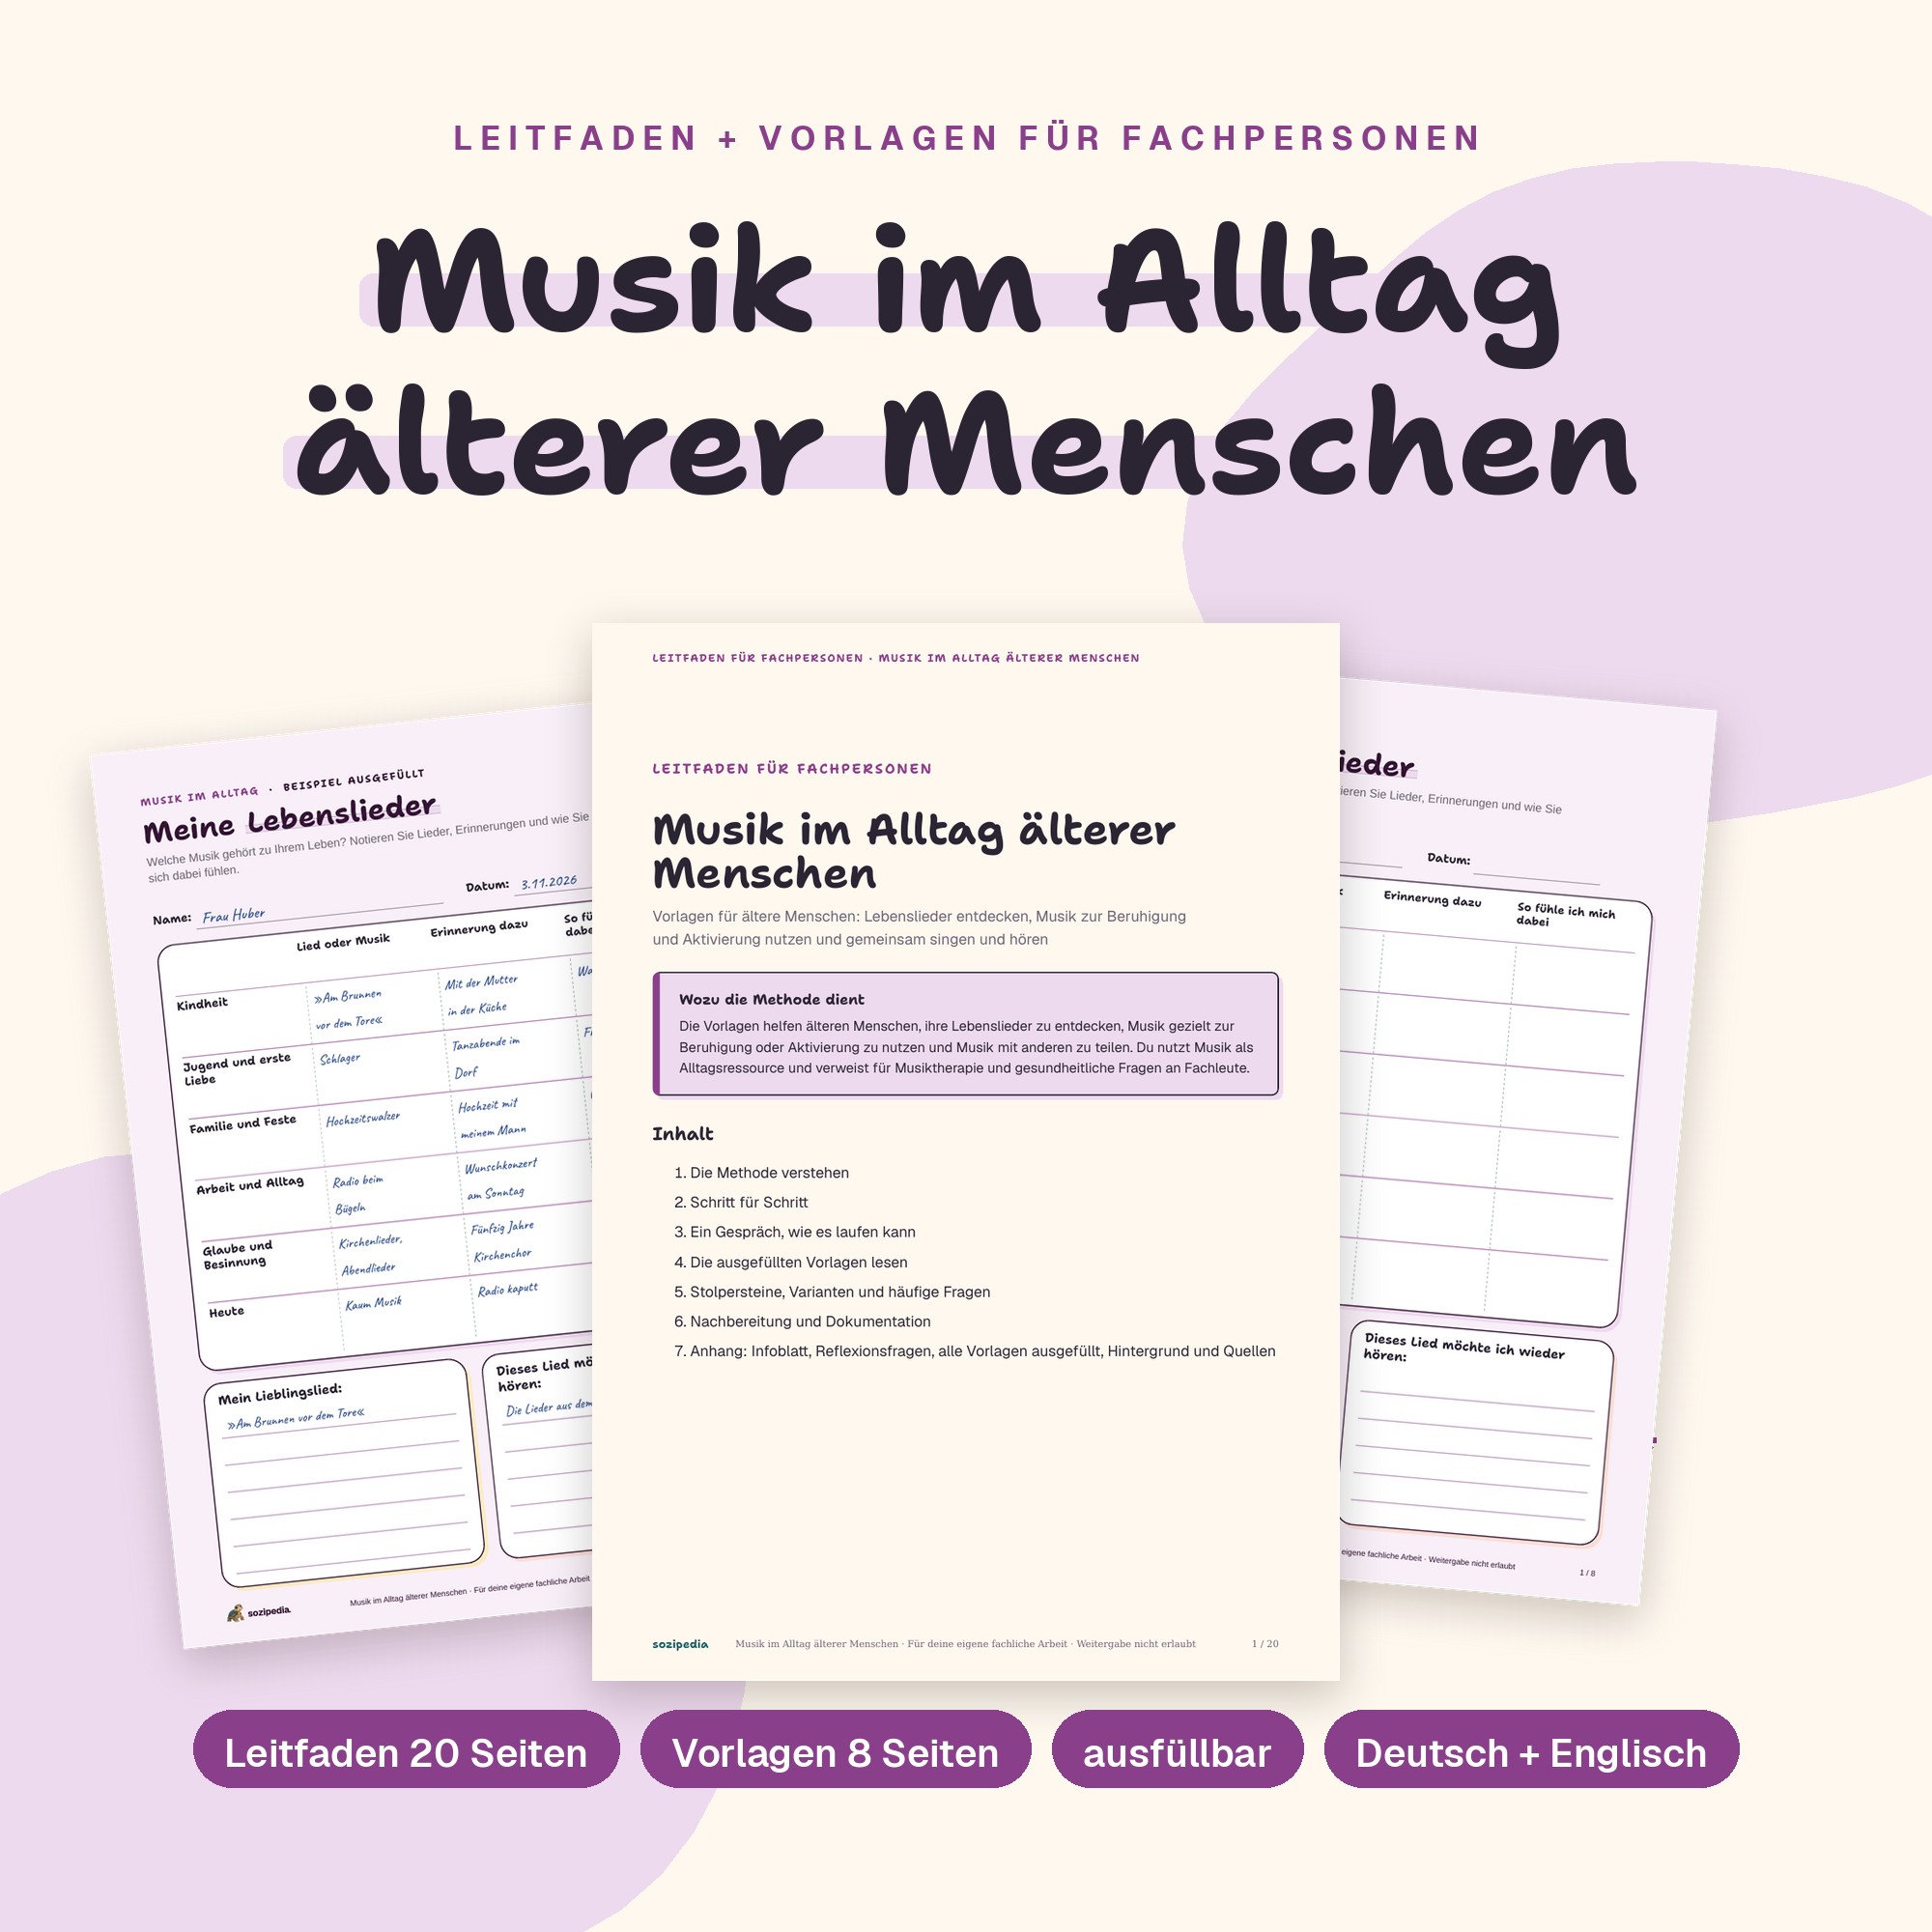 LEITFADEN + VORLAGEN FÜR FACHPERSONEN
Musik im Alltag
älterer Menschen
MUSIK IM ALLTAG · BEISPIEL AUSGEFÜLLT
Meine Lebenslieder
Welche Musik gehört zu Ihrem Leben? Notieren Sie Lieder, Erinnerungen und wie Sie
sich dabei fühlen.
Name: Frau Huber
Datum: 3.11.2026
Lied oder Musik
Erinnerung dazu
Kindheit
»Am Brunnen
vor dem Tore«
Mit der Mutter
in der Küche
Jugend und erste
Liebe
Schlager
Tanzabende im
Dorf
Familie und Feste
Hochzeitswalzer
Hochzeit mit
meinem Mann
Arbeit und Alltag
Radio beim
Bügeln
Wunschkonzert
am Sonntag
Glaube und
Besinnung
Kirchenlieder,
Abendlieder
Fünfzig Jahre
Kirchenchor
Heute
Kaum Musik
Radio kaputt
Mein Lieblingslied:
»Am Brunnen vor dem Tore«
Dieses Lied
hören:
Die Lieder aus dem
sozipedia.
Musik im Alltag älterer Menschen · Für deine eigene fachliche Arbeit
LEITFADEN FÜR FACHPERSONEN · MUSIK IM ALLTAG ÄLTERER MENSCHEN
LEITFADEN FÜR FACHPERSONEN
Musik im Alltag älterer
Menschen
Vorlagen für ältere Menschen: Lebenslieder entdecken, Musik zur Beruhigung
und Aktivierung nutzen und gemeinsam singen und hören
Wozu die Methode dient
Die Vorlagen helfen älteren Menschen, ihre Lebenslieder zu entdecken, Musik gezielt zur
Beruhigung oder Aktivierung zu nutzen und Musik mit anderen zu teilen. Du nutzt Musik als
Alltagsressource und verweist für Musiktherapie und gesundheitliche Fragen an Fachleute.
Inhalt
1. Die Methode verstehen
2. Schritt für Schritt
3. Ein Gespräch, wie es laufen kann
4. Die ausgefüllten Vorlagen lesen
5. Stolpersteine, Varianten und häufige Fragen
6. Nachbereitung und Dokumentation
7. Anhang: Infoblatt, Reflexionsfragen, alle Vorlagen ausgefüllt, Hintergrund und Quellen
sozipedia
Musik im Alltag älterer Menschen · Für deine eigene fachliche Arbeit · Weitergabe nicht erlaubt
1 / 20
ieder
ieren Sie Lieder, Erinnerungen und wie Sie
Datum:
Erinnerung dazu
So fühle ich mich
dabei
Dieses Lied möchte ich wieder
hören:
eigene fachliche Arbeit · Weitergabe nicht erlaubt
1 / 8
Leitfaden 20 Seiten
Vorlagen 8 Seiten
ausfüllbar
Deutsch + Englisch